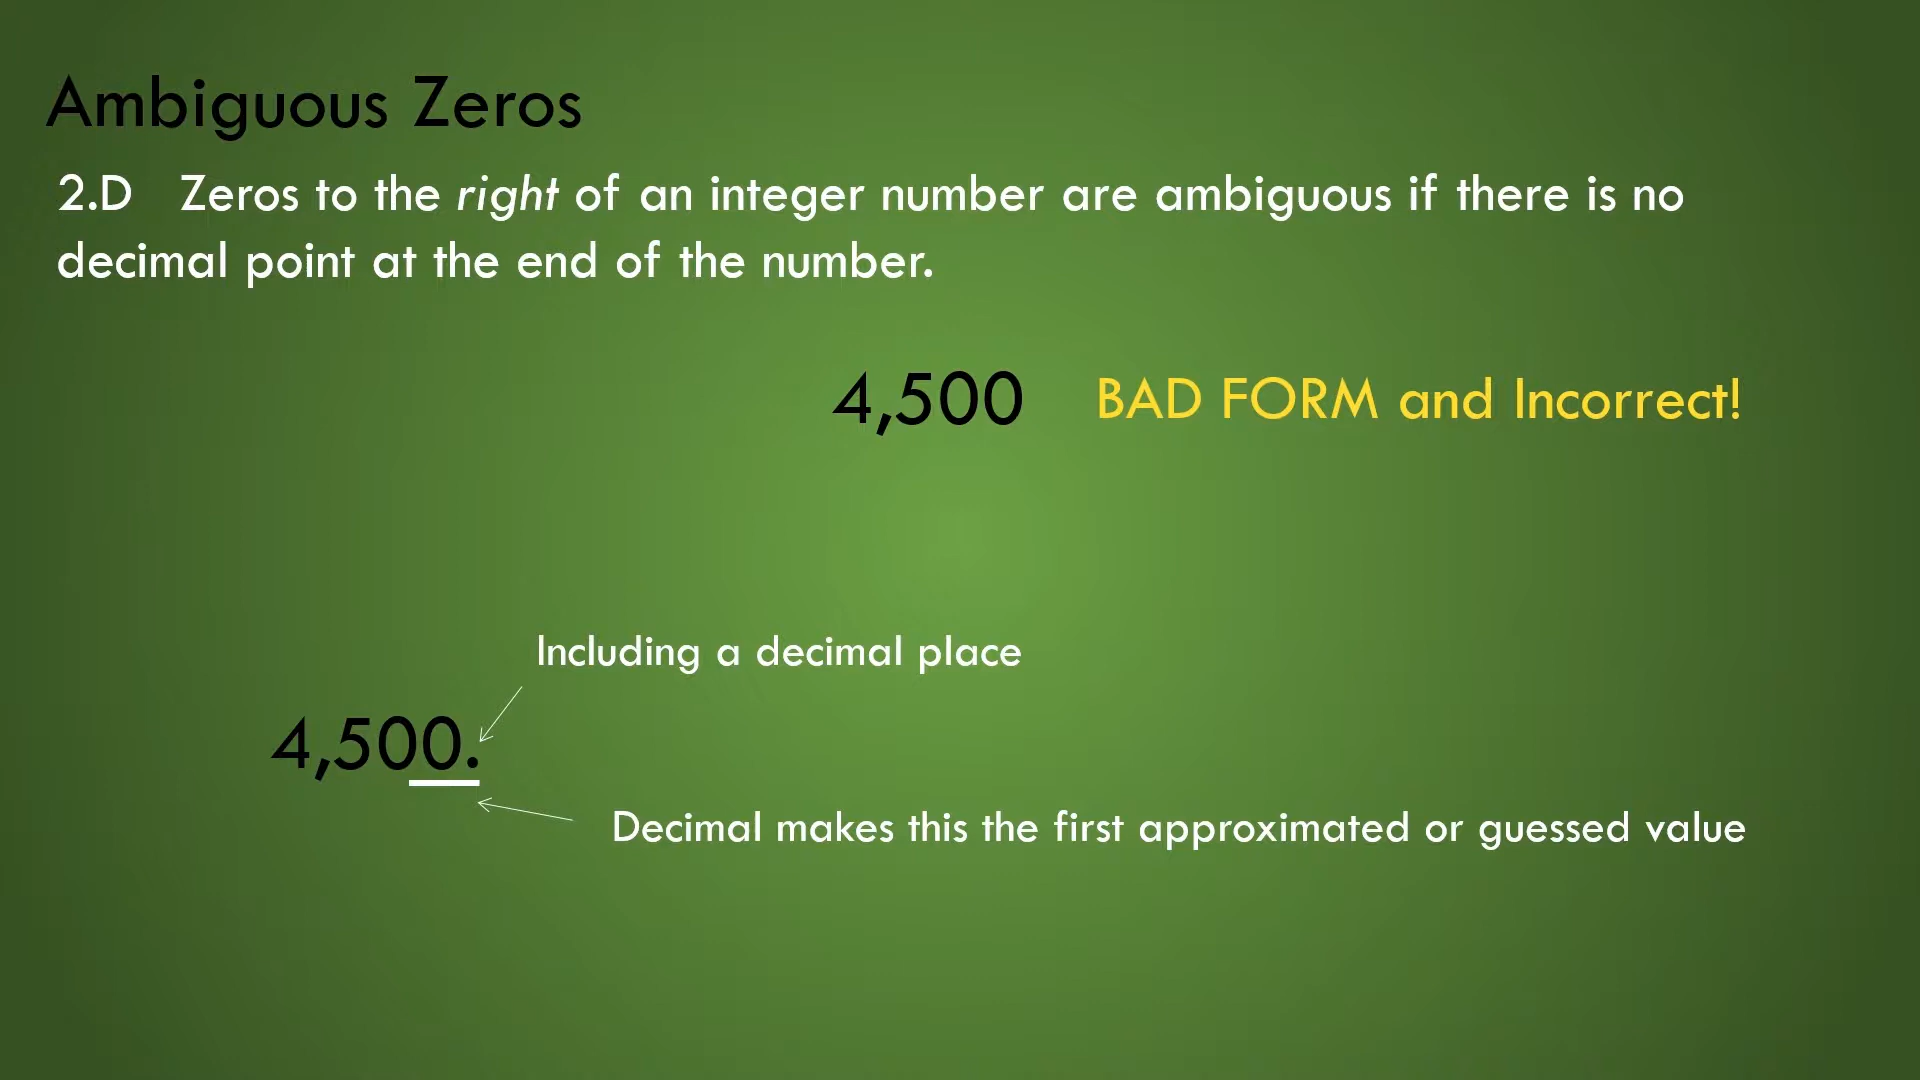 Ambiguous Zeros
2.D Zeros to the right of an integer number are ambiguous if there is no
decimal point at the end of the number.
4,500 BAD FORM and Incorrect!
Including a decimal place
4,500.
Decimal makes this the first approximated or guessed value